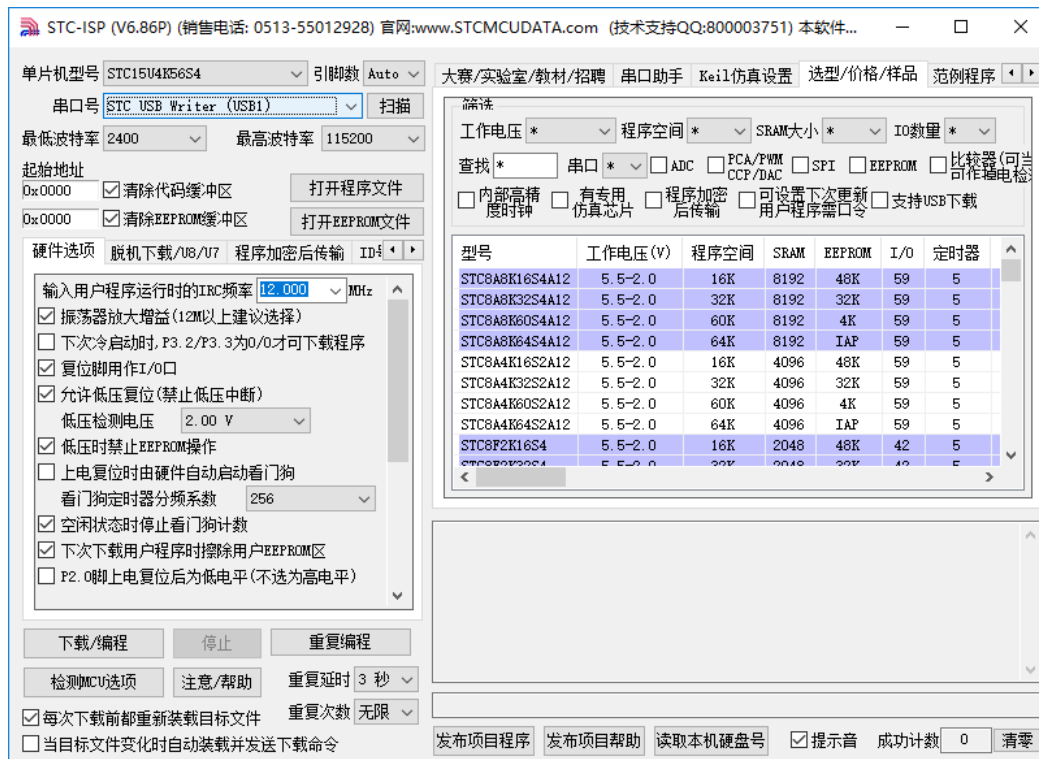 STC-ISP (V6.86P) (销售电话: 0513-55012928) 官网:www.STCMCUDATA.com (技术支持QQ:800003751) 本软件...
单片机型号 STC15U4K56S4 引脚数 Auto
串口号 STC USB Writer (USB1) 扫描
最低波特率 2400 最高波特率 115200
起始地址
0x0000 清除代码缓冲区 打开程序文件
0x0000 清除EEPROM缓冲区 打开EEPROM文件
硬件选项 脱机下载/U8/U7 程序加密后传输
输入用户程序运行时的IRC频率 12.000 MHz
振荡器放大增益(12M以上建议选择)
下次冷启动时,P3.2/P3.3为0/0才可下载程序
复位脚用作I/O口
允许低压复位(禁止低压中断)
低压检测电压 2.00 V
低压时禁止EEPROM操作
上电复位时由硬件自动启动看门狗
看门狗定时器分频系数 256
空闲状态时停止看门狗计数
下次下载用户程序时擦除用户EEPROM区
P2.0脚上电复位后为低电平(不选为高电平)
下载/编程 停止 重复编程
检测MCU选项 注意/帮助 重复延时 3 秒
每次下载前都重新装载目标文件 重复次数 无限
当目标文件变化时自动装载并发送下载命令
大赛/实验室/教材/招聘 串口助手 Keil仿真设置 选型/价格/样品 范例程序
筛选
工作电压 * 程序空间 * SRAM大小 * IO数量 *
查找 * 串口 * ADC PCA/PWM CCP/DAC SPI EEPROM 比较器(可当 可作掉电检
内部高精度时钟 有专用仿真芯片 程序加密后传输 可设置下次更新用户程序需口令 支持USB下载
型号 工作电压(V) 程序空间 SRAM EEPROM I/O 定时器
STC8A8K16S4A12 5.5-2.0 16K 8192 48K 59 5
STC8A8K32S4A12 5.5-2.0 32K 8192 32K 59 5
STC8A8K60S4A12 5.5-2.0 60K 8192 4K 59 5
STC8A8K64S4A12 5.5-2.0 64K 8192 IAP 59 5
STC8A4K16S2A12 5.5-2.0 16K 4096 48K 59 5
STC8A4K32S2A12 5.5-2.0 32K 4096 32K 59 5
STC8A4K60S2A12 5.5-2.0 60K 4096 4K 59 5
STC8A4K64S2A12 5.5-2.0 64K 4096 IAP 59 5
STC8F2K16S4 5.5-2.0 16K 2048 48K 42 5
STC8F2K32S4 5.5-2.0 32K 2048 32K 42 5
发布项目程序 发布项目帮助 读取本机硬盘号 提示音 成功计数 0 清零